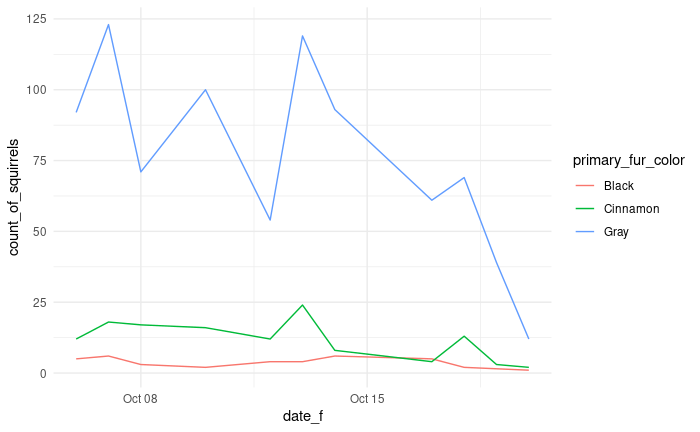 125
100
75
50
25
0
count_of_squirrels
Oct 08
Oct 15
date_f
primary_fur_color
Black
Cinnamon
Gray